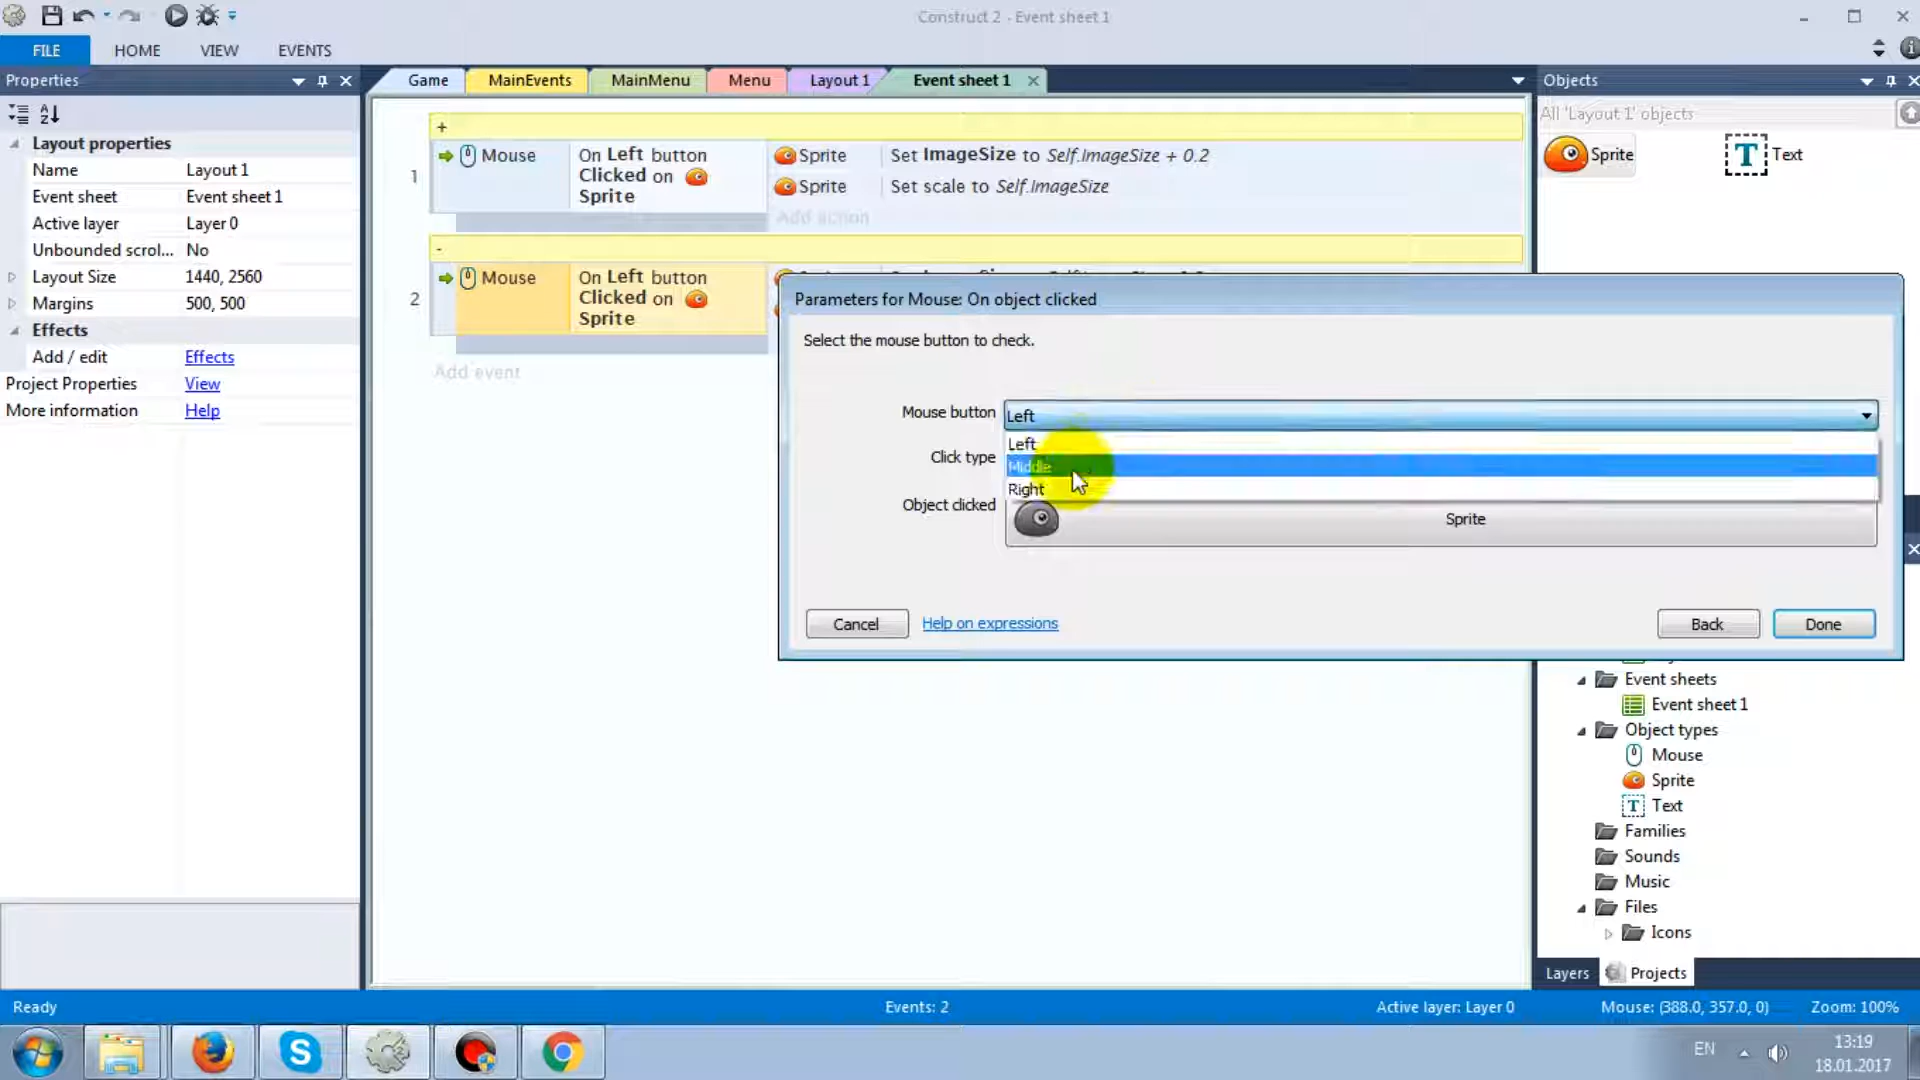 Construct 2 - Event sheet 1
FILE
HOME
VIEW
EVENTS
Properties
Game
MainEvents
MainMenu
Menu
Layout 1
Event sheet 1
Objects
Layout properties
Name
Layout 1
Event sheet
Event sheet 1
Active layer
Layer 0
Unbounded scrol...
No
Layout Size
1440, 2560
Margins
500, 500
Effects
Add / edit
Effects
Project Properties
View
More information
Help
+
1
Mouse
On Left button
Clicked on
Sprite
Sprite
Set ImageSize to Self.ImageSize + 0.2
Sprite
Set scale to Self.ImageSize
Add action
-
2
Mouse
On Left button
Clicked on
Sprite
Add event
All 'Layout 1' objects
Sprite
Text
Parameters for Mouse: On object clicked
Select the mouse button to check.
Mouse button
Left
Left
Middle
Right
Click type
Object clicked
Sprite
Cancel
Help on expressions
Back
Done
Event sheets
Event sheet 1
Object types
Mouse
Sprite
Text
Families
Sounds
Music
Files
Icons
Layers
Projects
Ready
Events: 2
Active layer: Layer 0
Mouse: (388.0, 357.0, 0)
Zoom: 100%
EN
13:19
18.01.2017